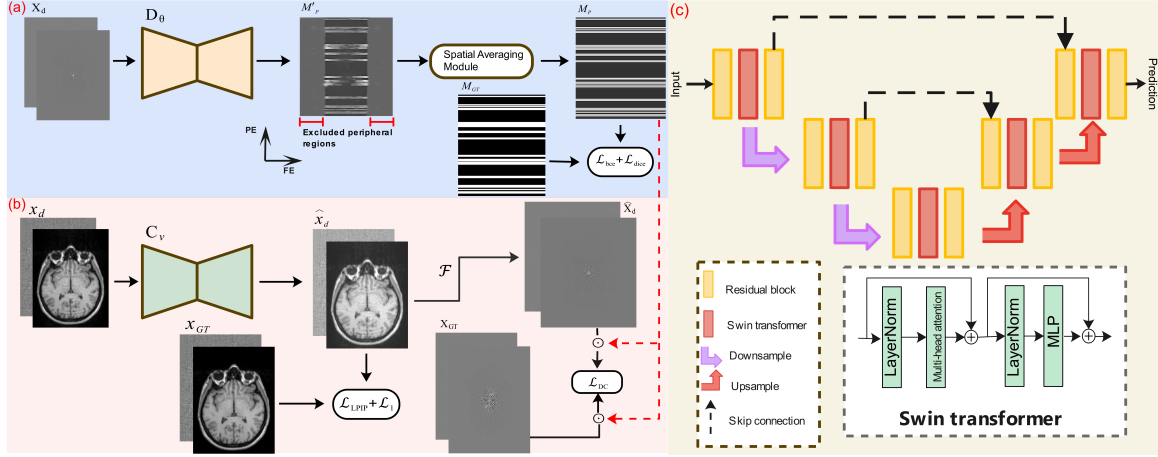 (a)
X_d
D_θ
M'_P
Spatial Averaging
Module
M_P
M_GT
PE
FE
Excluded peripheral
regions
ℒ_bce + ℒ_dice
(b)
x_d
C_v
x̂_d
ℱ
X̂_d
x_GT
X_GT
ℒ_LPIP + ℒ_1
ℒ_DC
(c)
Input
Prediction
Residual block
Swin transformer
Downsample
Upsample
Skip connection
LayerNorm
Multi-head attention
LayerNorm
MLP
Swin transformer